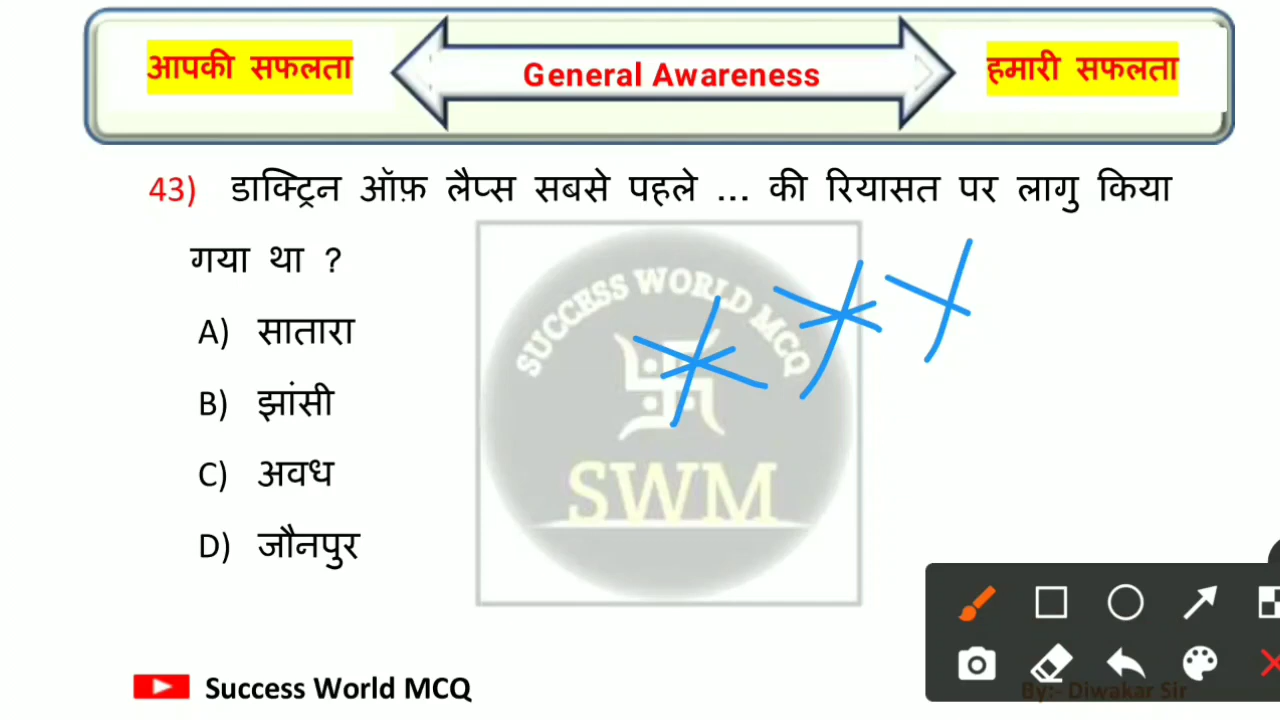 आपकी सफलता
General Awareness
हमारी सफलता
43) डाक्ट्रिन ऑफ़ लैप्स सबसे पहले ... की रियासत पर लागु किया
गया था ?
A) सातारा
B) झांसी
C) अवध
D) जौनपुर
SUCCESS WORLD MCQ
SWM
Success World MCQ
By:- Diwakar Sir